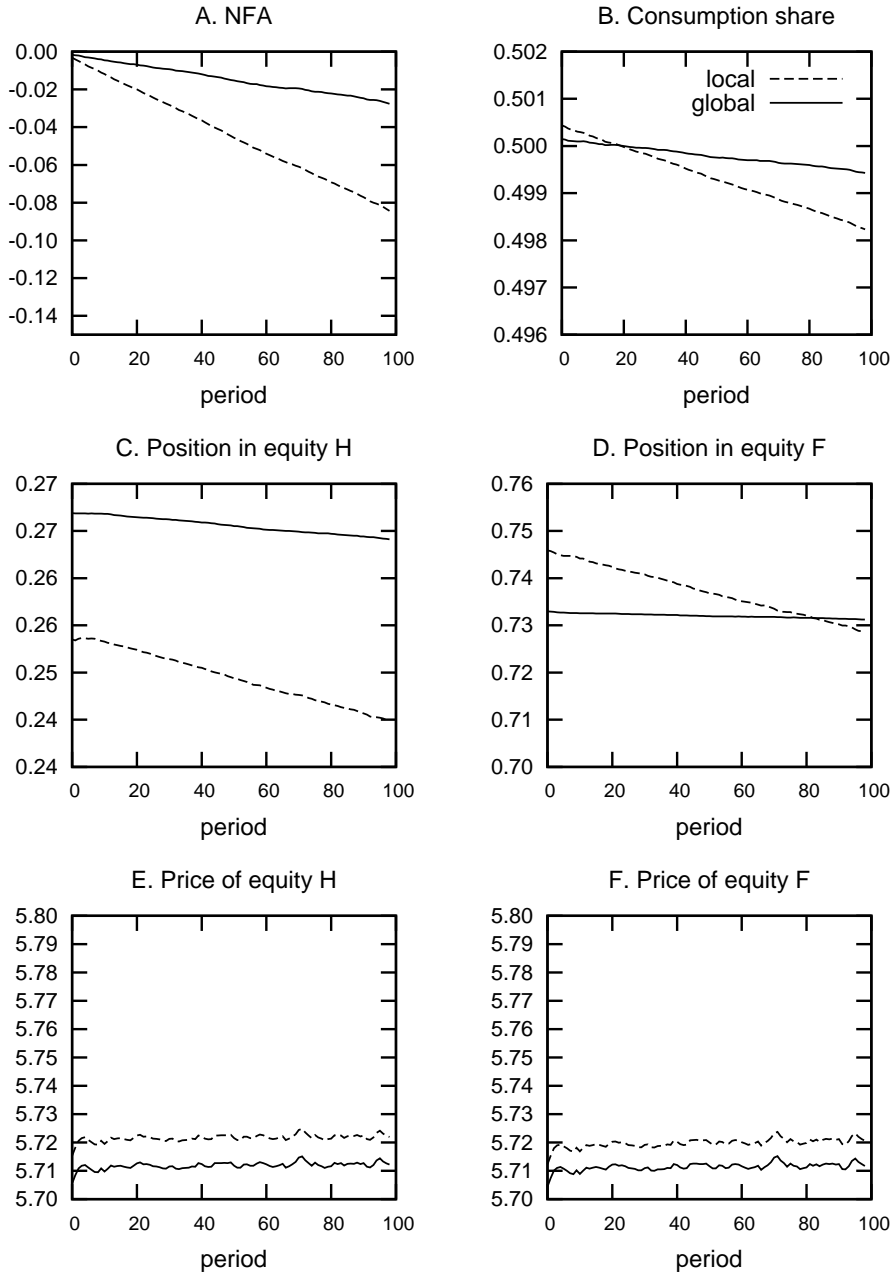 A. NFA
0.00
-0.02
-0.04
-0.06
-0.08
-0.10
-0.12
-0.14
0 20 40 60 80 100
period
B. Consumption share
0.502
0.501
0.500
0.499
0.498
0.497
0.496
local
global
0 20 40 60 80 100
period
C. Position in equity H
0.27
0.27
0.26
0.26
0.25
0.24
0.24
0 20 40 60 80 100
period
D. Position in equity F
0.76
0.75
0.74
0.73
0.72
0.71
0.70
0 20 40 60 80 100
period
E. Price of equity H
5.80
5.79
5.78
5.77
5.76
5.75
5.74
5.73
5.72
5.71
5.70
0 20 40 60 80 100
period
F. Price of equity F
5.80
5.79
5.78
5.77
5.76
5.75
5.74
5.73
5.72
5.71
5.70
0 20 40 60 80 100
period